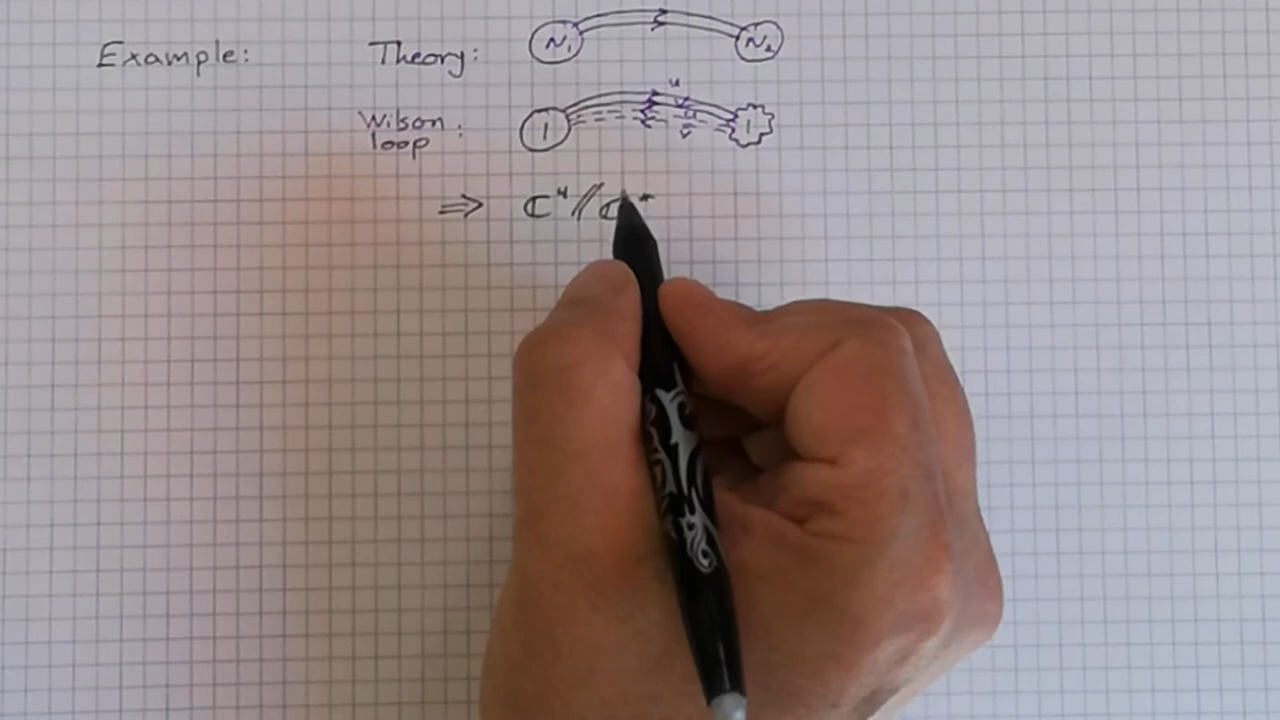 Example: Theory: N₁ N₂
Wilson loop: 1 u v u v 1
⇒ ℂ⁴//ℂ*